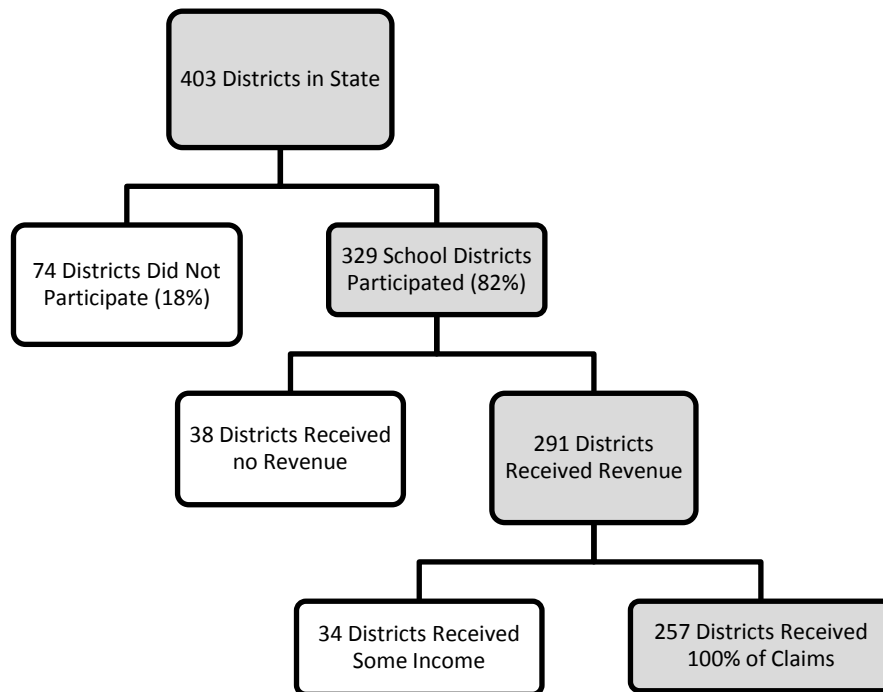 403 Districts in State
74 Districts Did Not
Participate (18%)
329 School Districts
Participated (82%)
38 Districts Received
no Revenue
291 Districts
Received Revenue
34 Districts Received
Some Income
257 Districts Received
100% of Claims